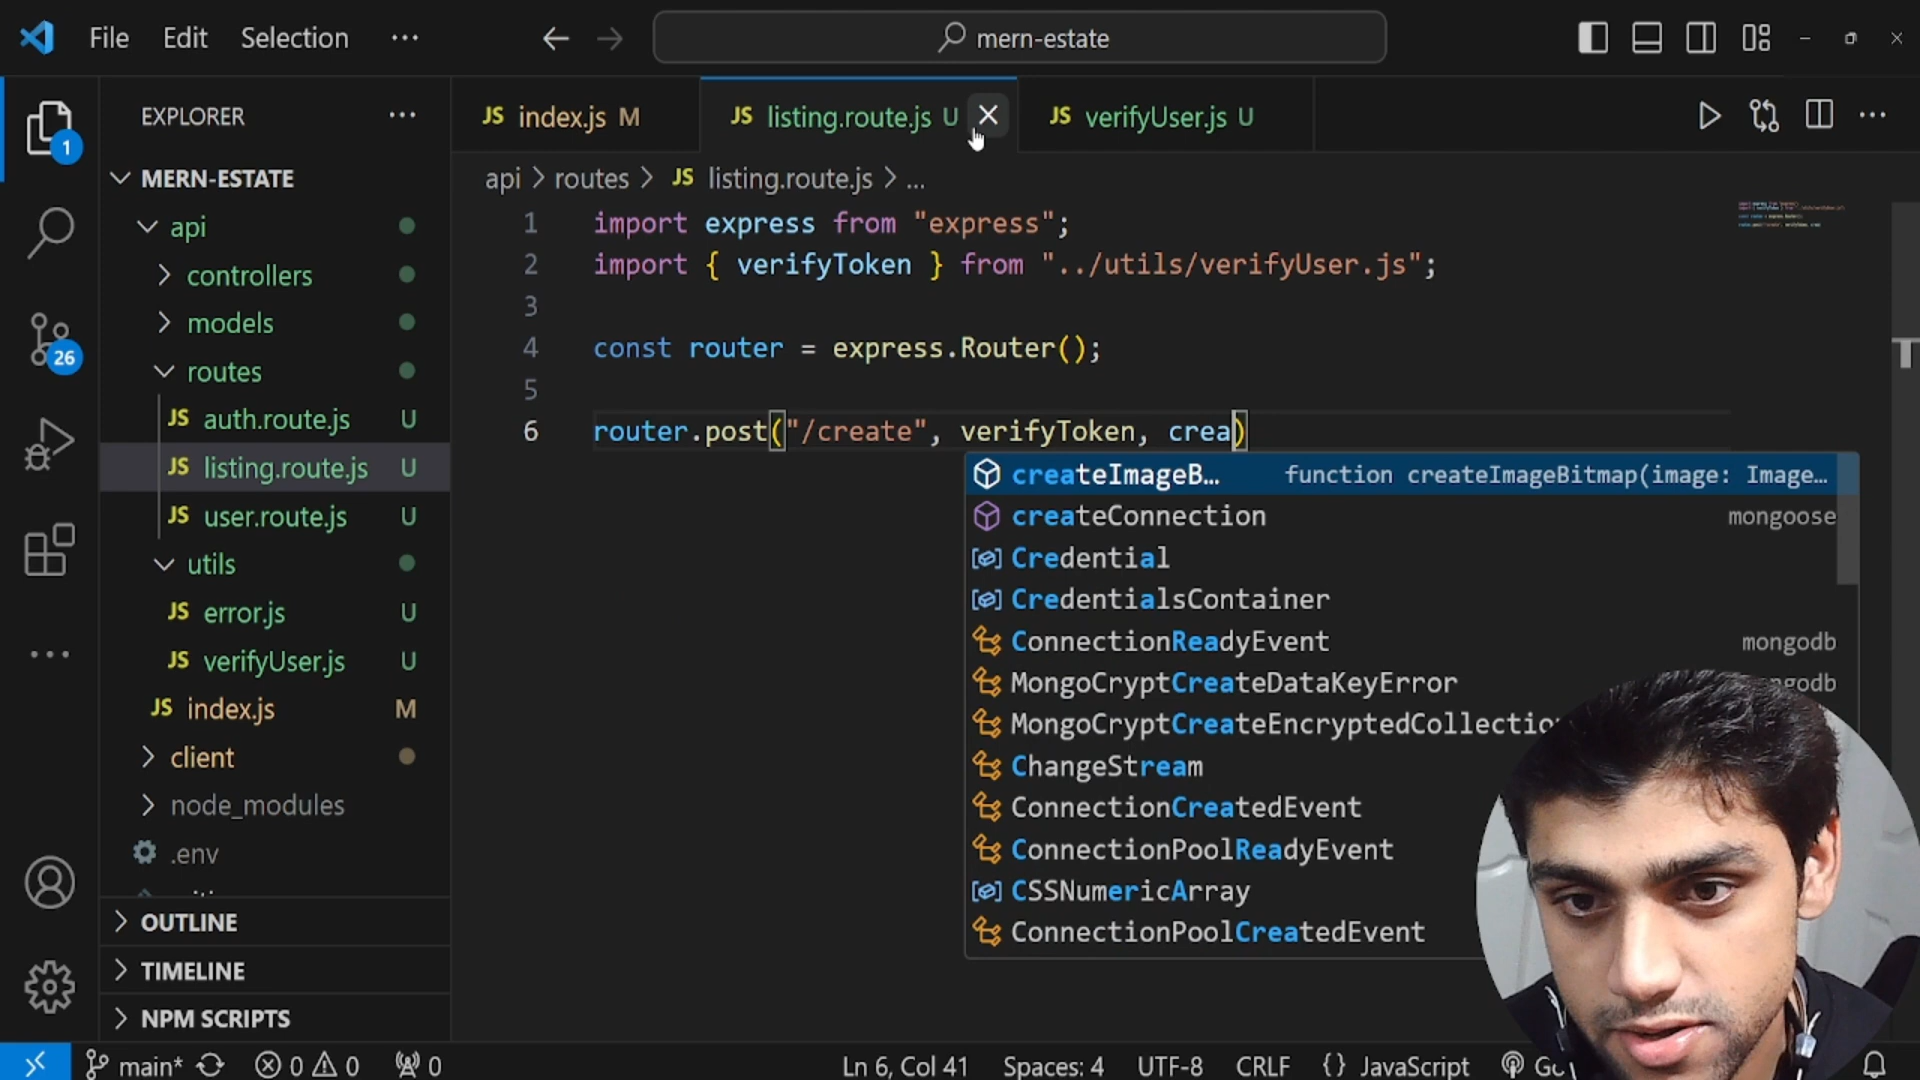 File Edit Selection ··· mern-estate
EXPLORER ···
1
MERN-ESTATE
api
controllers
models
26
routes
JS auth.route.js U
JS listing.route.js U
JS user.route.js U
utils
JS error.js U
JS verifyUser.js U
JS index.js M
client
node_modules
.env
OUTLINE
TIMELINE
NPM SCRIPTS
JS index.js M JS listing.route.js U JS verifyUser.js U
api > routes > JS listing.route.js > ...
1 import express from "express";
2 import { verifyToken } from "../utils/verifyUser.js";
3
4 const router = express.Router();
5
6 router.post("/create", verifyToken, crea)
createImageB… function createImageBitmap(image: Image…
createConnection mongoose
Credential
CredentialsContainer
ConnectionReadyEvent mongodb
MongoCryptCreateDataKeyError
MongoCryptCreateEncryptedCollectio
ChangeStream
ConnectionCreatedEvent
ConnectionPoolReadyEvent
CSSNumericArray
ConnectionPoolCreatedEvent
main* 0 0 0 Ln 6, Col 41 Spaces: 4 UTF-8 CRLF {} JavaScript